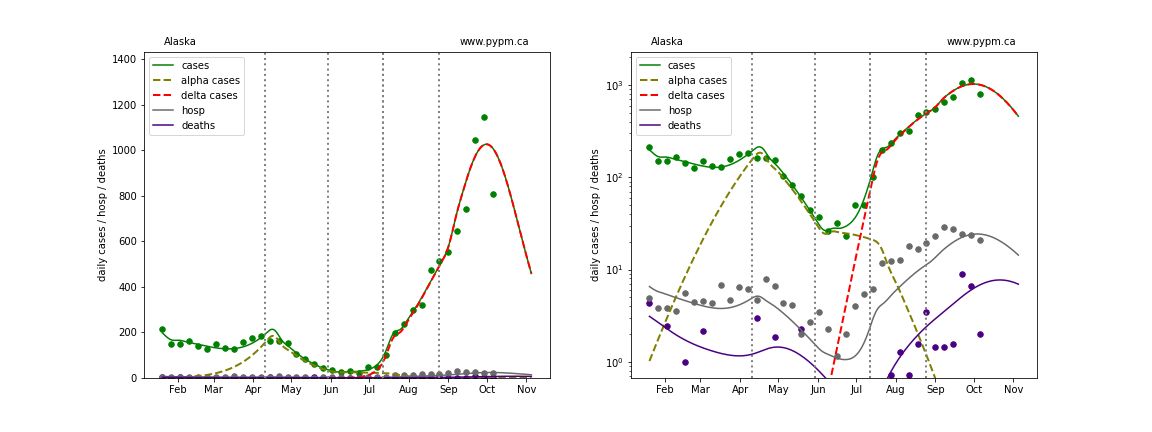 Alaska www.pypm.ca
cases
alpha cases
delta cases
hosp
deaths
daily cases / hosp / deaths
1400
1200
1000
800
600
400
200
0
Feb Mar Apr May Jun Jul Aug Sep Oct Nov
Alaska www.pypm.ca
cases
alpha cases
delta cases
hosp
deaths
daily cases / hosp / deaths
10³
10²
10¹
10⁰
Feb Mar Apr May Jun Jul Aug Sep Oct Nov